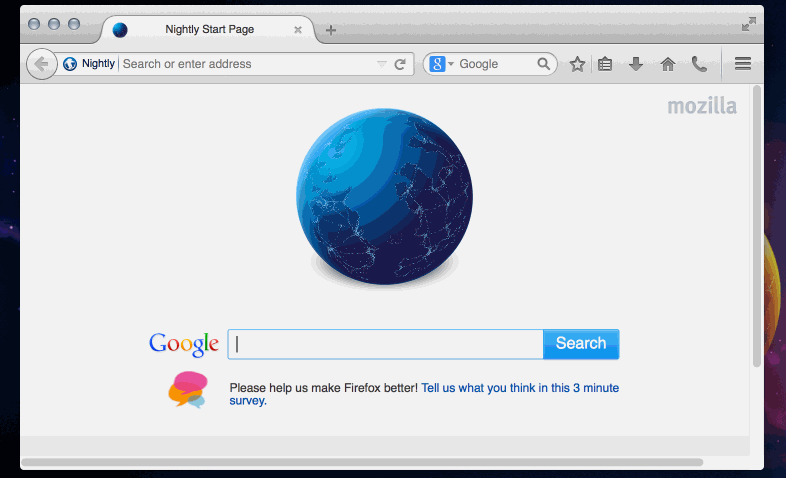 Nightly Start Page
Nightly
Search or enter address
8 Google
mozilla
Google
Search
Please help us make Firefox better! Tell us what you think in this 3 minute
survey.